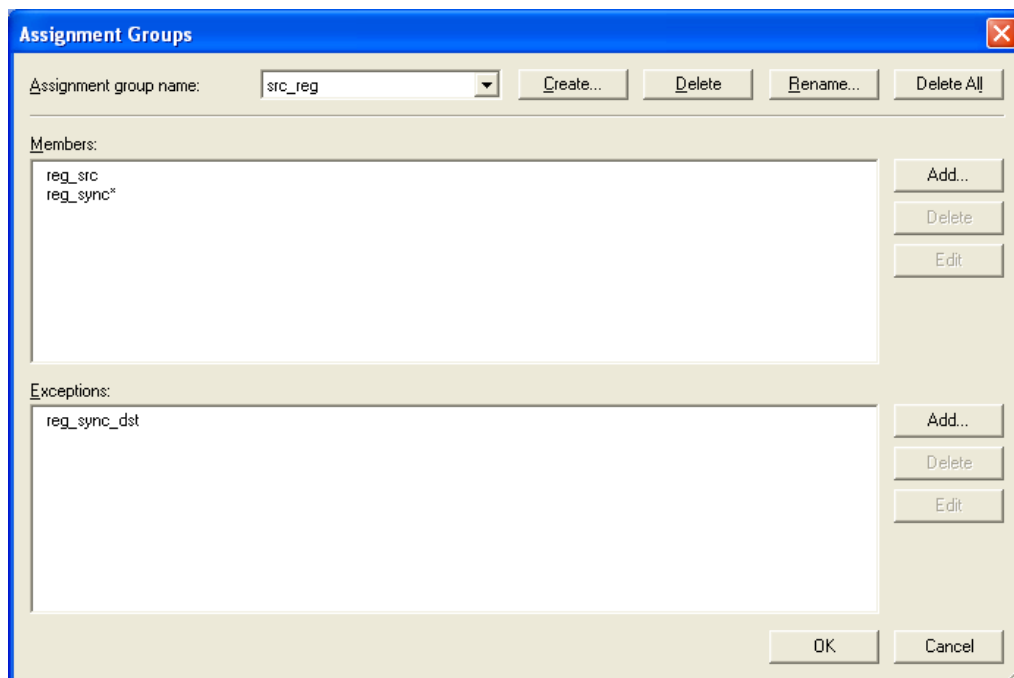 Assignment Groups
Assignment group name: src_reg Create... Delete Rename... Delete All
Members:
reg_src
reg_sync*
Add...
Delete
Edit
Exceptions:
reg_sync_dst
Add...
Delete
Edit
OK Cancel